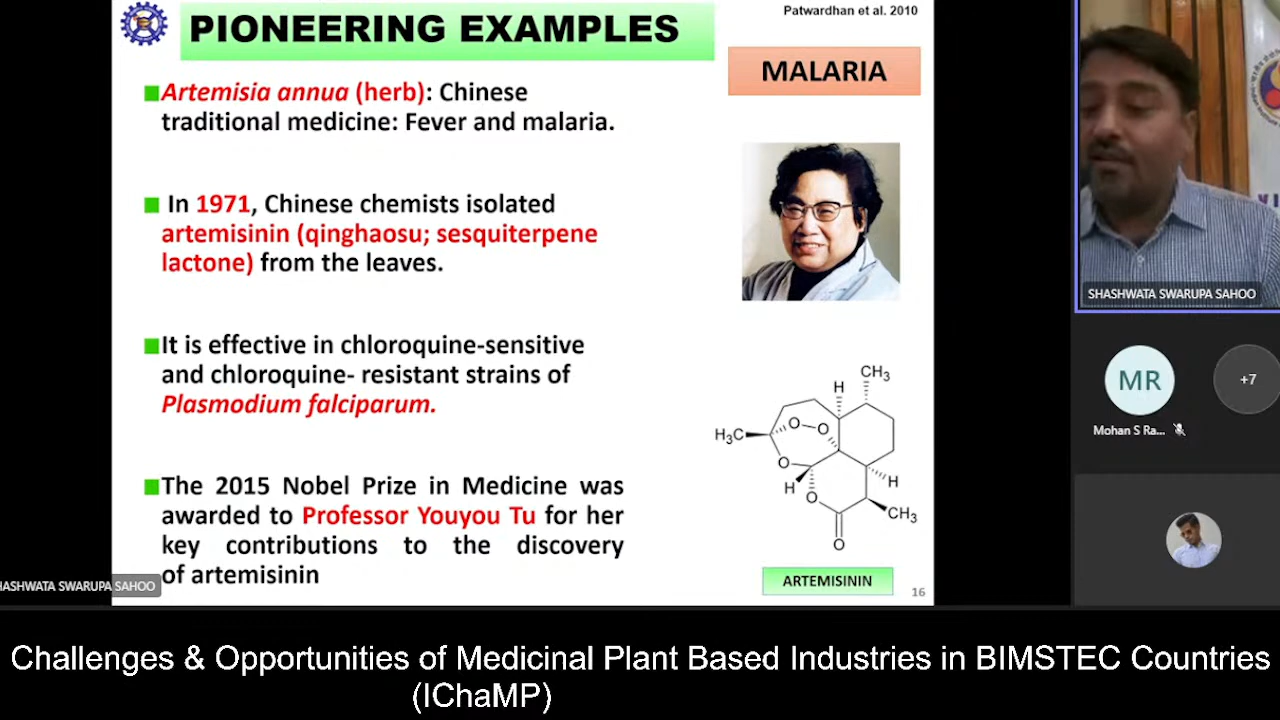 PIONEERING EXAMPLES
Patwardhan et al. 2010
MALARIA
Artemisia annua (herb): Chinese
traditional medicine: Fever and malaria.
In 1971, Chinese chemists isolated
artemisinin (qinghaosu; sesquiterpene
lactone) from the leaves.
It is effective in chloroquine-sensitive
and chloroquine- resistant strains of
Plasmodium falciparum.
The 2015 Nobel Prize in Medicine was
awarded to Professor Youyou Tu for her
key contributions to the discovery
of artemisinin
CH₃
H
O
O
H₃C
O
H
O
H
CH₃
O
ARTEMISININ
16
SHASHWATA SWARUPA SAHOO
SHASHWATA SWARUPA SAHOO
MR
+7
Mohan S Ra...
Challenges & Opportunities of Medicinal Plant Based Industries in BIMSTEC Countries
(IChaMP)